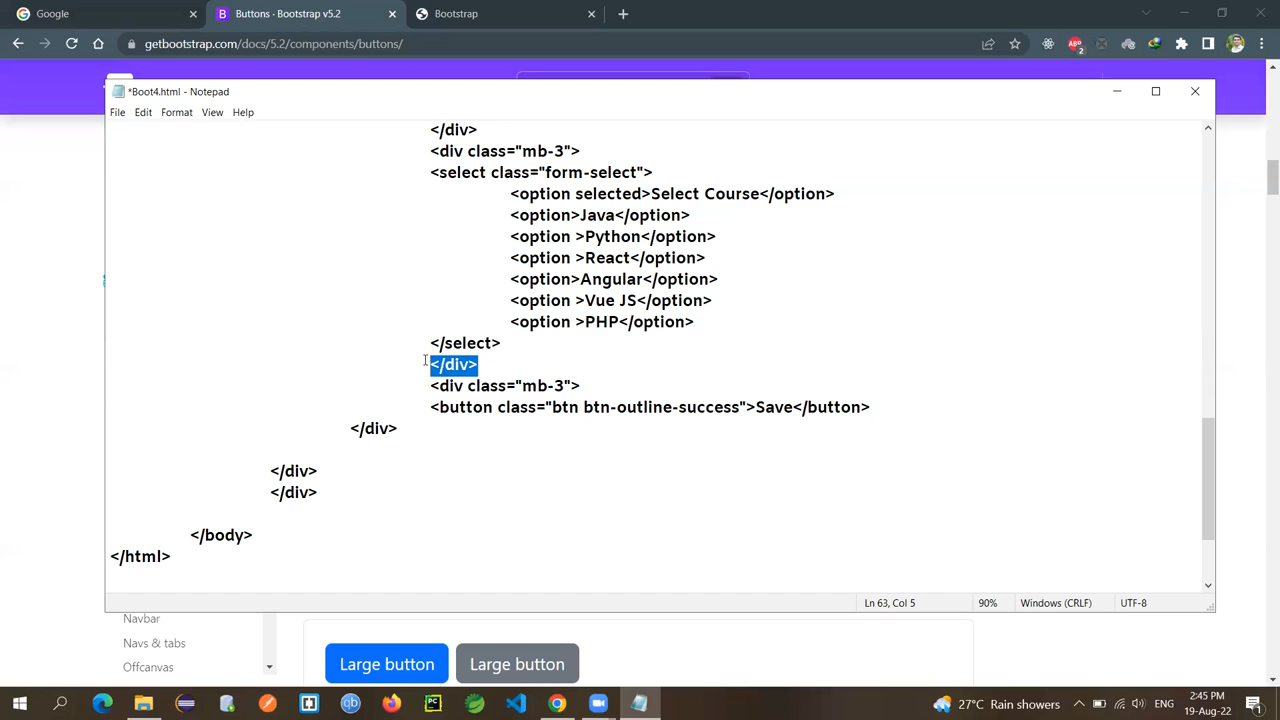 Google
Buttons · Bootstrap v5.2
Bootstrap
getbootstrap.com/docs/5.2/components/buttons/
ABP
2
*Boot4.html - Notepad
File Edit Format View Help
</div>
<div class="mb-3">
<select class="form-select">
<option selected>Select Course</option>
<option>Java</option>
<option >Python</option>
<option >React</option>
<option>Angular</option>
<option >Vue JS</option>
<option >PHP</option>
</select>
</div>
<div class="mb-3">
<button class="btn btn-outline-success">Save</button>
</div>
</div>
</div>
</body>
</html>
Ln 63, Col 5 90% Windows (CRLF) UTF-8
Navbar
Navs & tabs
Offcanvas
Large button Large button
27°C Rain showers
2:45 PM
19-Aug-22